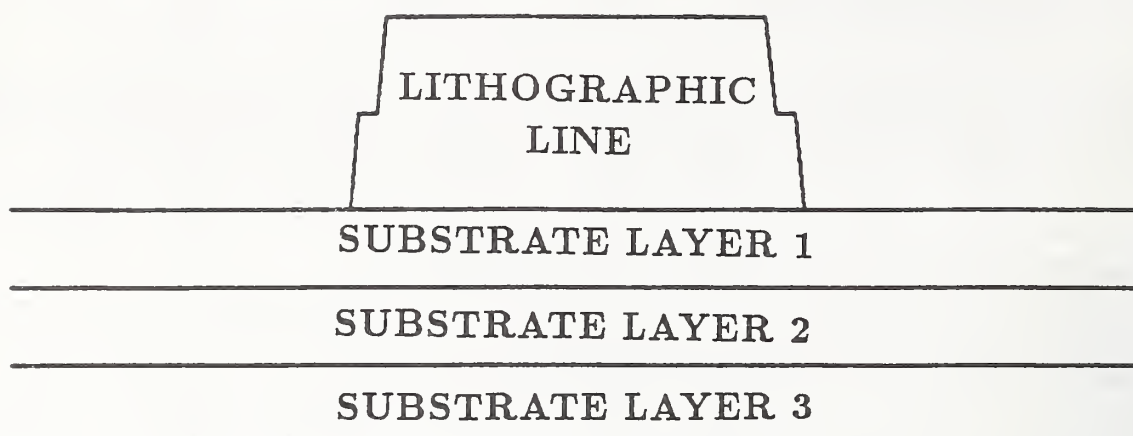 LITHOGRAPHIC
LINE
SUBSTRATE LAYER 1
SUBSTRATE LAYER 2
SUBSTRATE LAYER 3